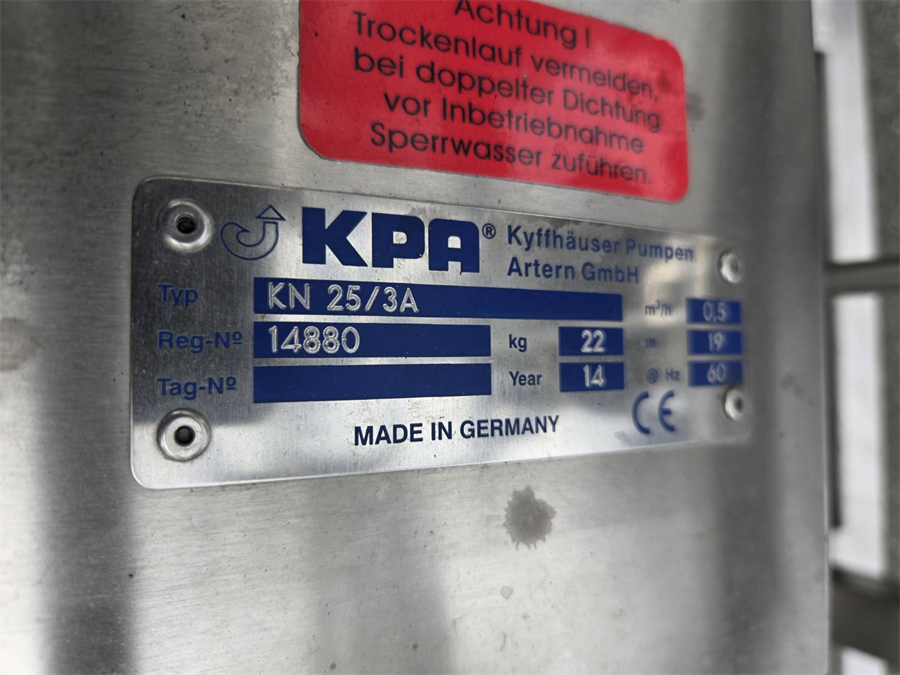 Achtung !
Trockenlauf vermeiden,
bei doppelter Dichtung
vor Inbetriebnahme
Sperrwasser zuführen.
KPA® Kyffhäuser Pumpen
Artern GmbH
Typ KN 25/3A m³/h 0,5
Reg-Nº 14880 kg 22 m 19
Tag-Nº Year 14 @ Hz 60
MADE IN GERMANY CE